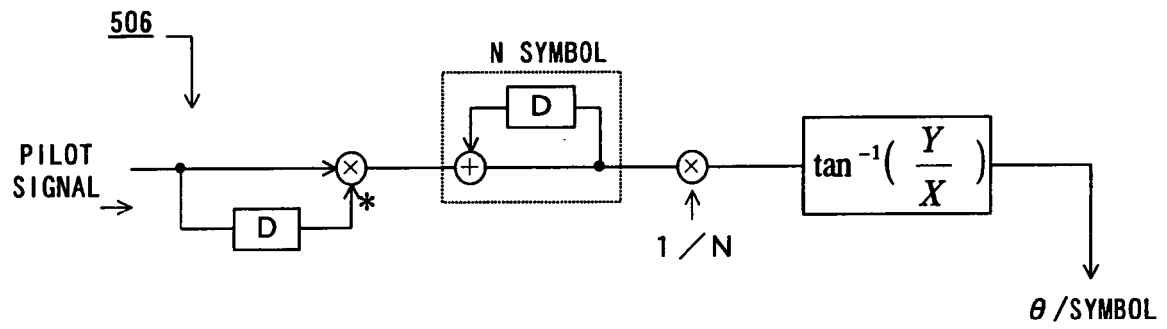 506
N SYMBOL
D
PILOT
SIGNAL
×
*
D
+
×
1/N
tan⁻¹( Y/X )
θ/SYMBOL